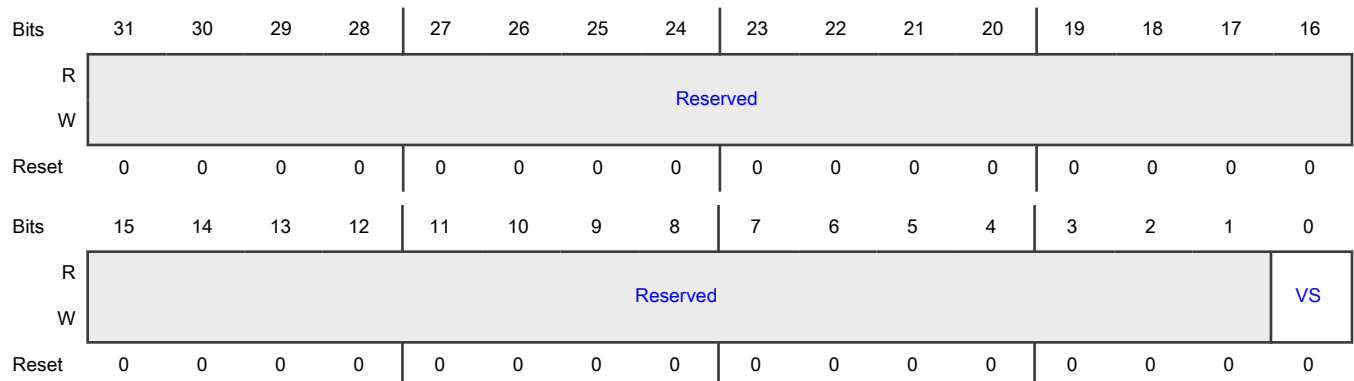 Bits 31 30 29 28 27 26 25 24 23 22 21 20 19 18 17 16
R
Reserved
W
Reset 0 0 0 0 0 0 0 0 0 0 0 0 0 0 0 0
Bits 15 14 13 12 11 10 9 8 7 6 5 4 3 2 1 0
R
Reserved VS
W
Reset 0 0 0 0 0 0 0 0 0 0 0 0 0 0 0 0